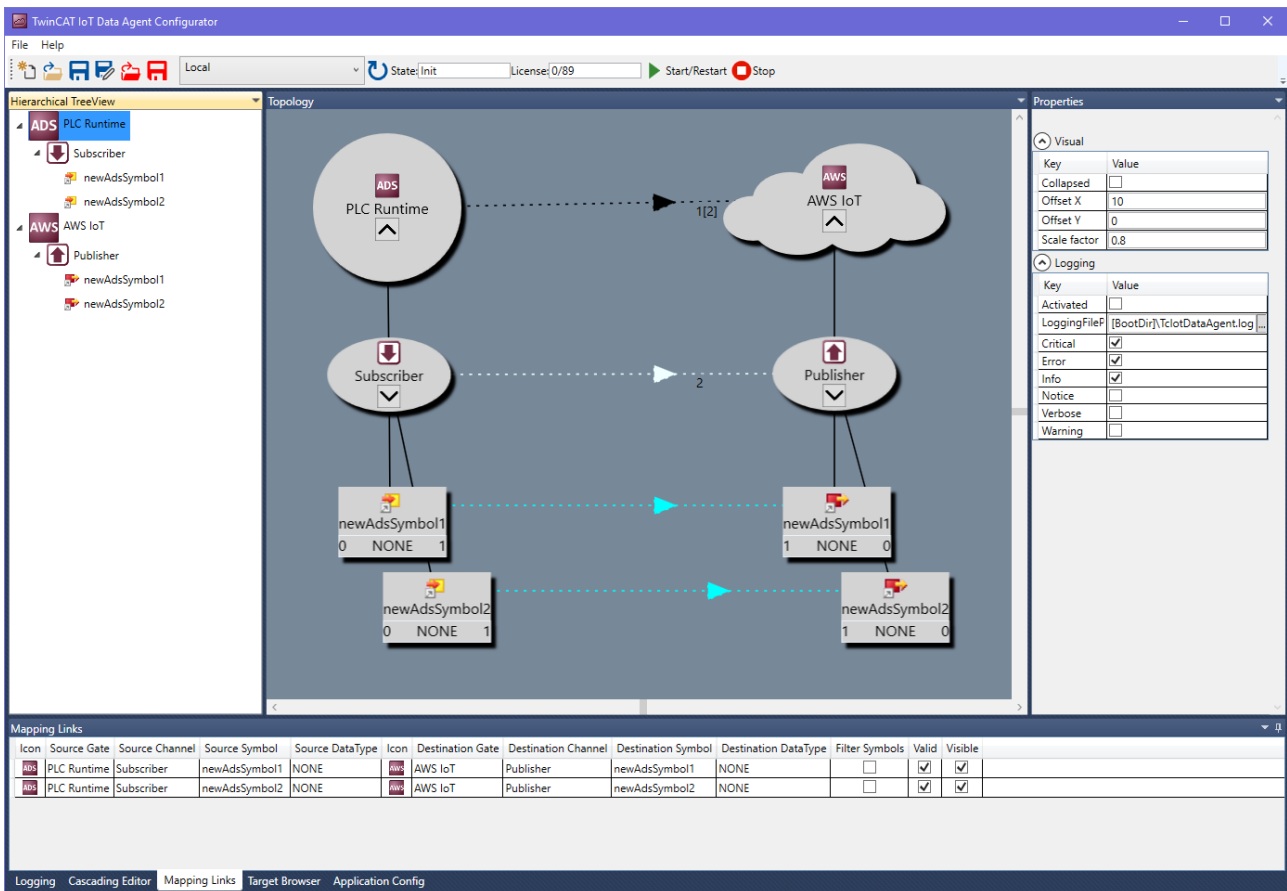 TwinCAT IoT Data Agent Configurator
File Help
Local State: Init License: 0/89 Start/Restart Stop
Hierarchical TreeView
ADS PLC Runtime
Subscriber
newAdsSymbol1
newAdsSymbol2
AWS AWS IoT
Publisher
newAdsSymbol1
newAdsSymbol2
Topology
ADS
PLC Runtime
1[2]
AWS
AWS IoT
Subscriber
2
Publisher
newAdsSymbol1
0 NONE 1
newAdsSymbol1
1 NONE 0
newAdsSymbol2
0 NONE 1
newAdsSymbol2
1 NONE 0
Properties
Visual
Key Value
Collapsed
Offset X 10
Offset Y 0
Scale factor 0.8
Logging
Key Value
Activated
LoggingFileP [BootDir]\TcIotDataAgent.log ...
Critical
Error
Info
Notice
Verbose
Warning
Mapping Links
Icon Source Gate Source Channel Source Symbol Source DataType Icon Destination Gate Destination Channel Destination Symbol Destination DataType Filter Symbols Valid Visible
ADS PLC Runtime Subscriber newAdsSymbol1 NONE AWS AWS IoT Publisher newAdsSymbol1 NONE
ADS PLC Runtime Subscriber newAdsSymbol2 NONE AWS AWS IoT Publisher newAdsSymbol2 NONE
Logging Cascading Editor Mapping Links Target Browser Application Config